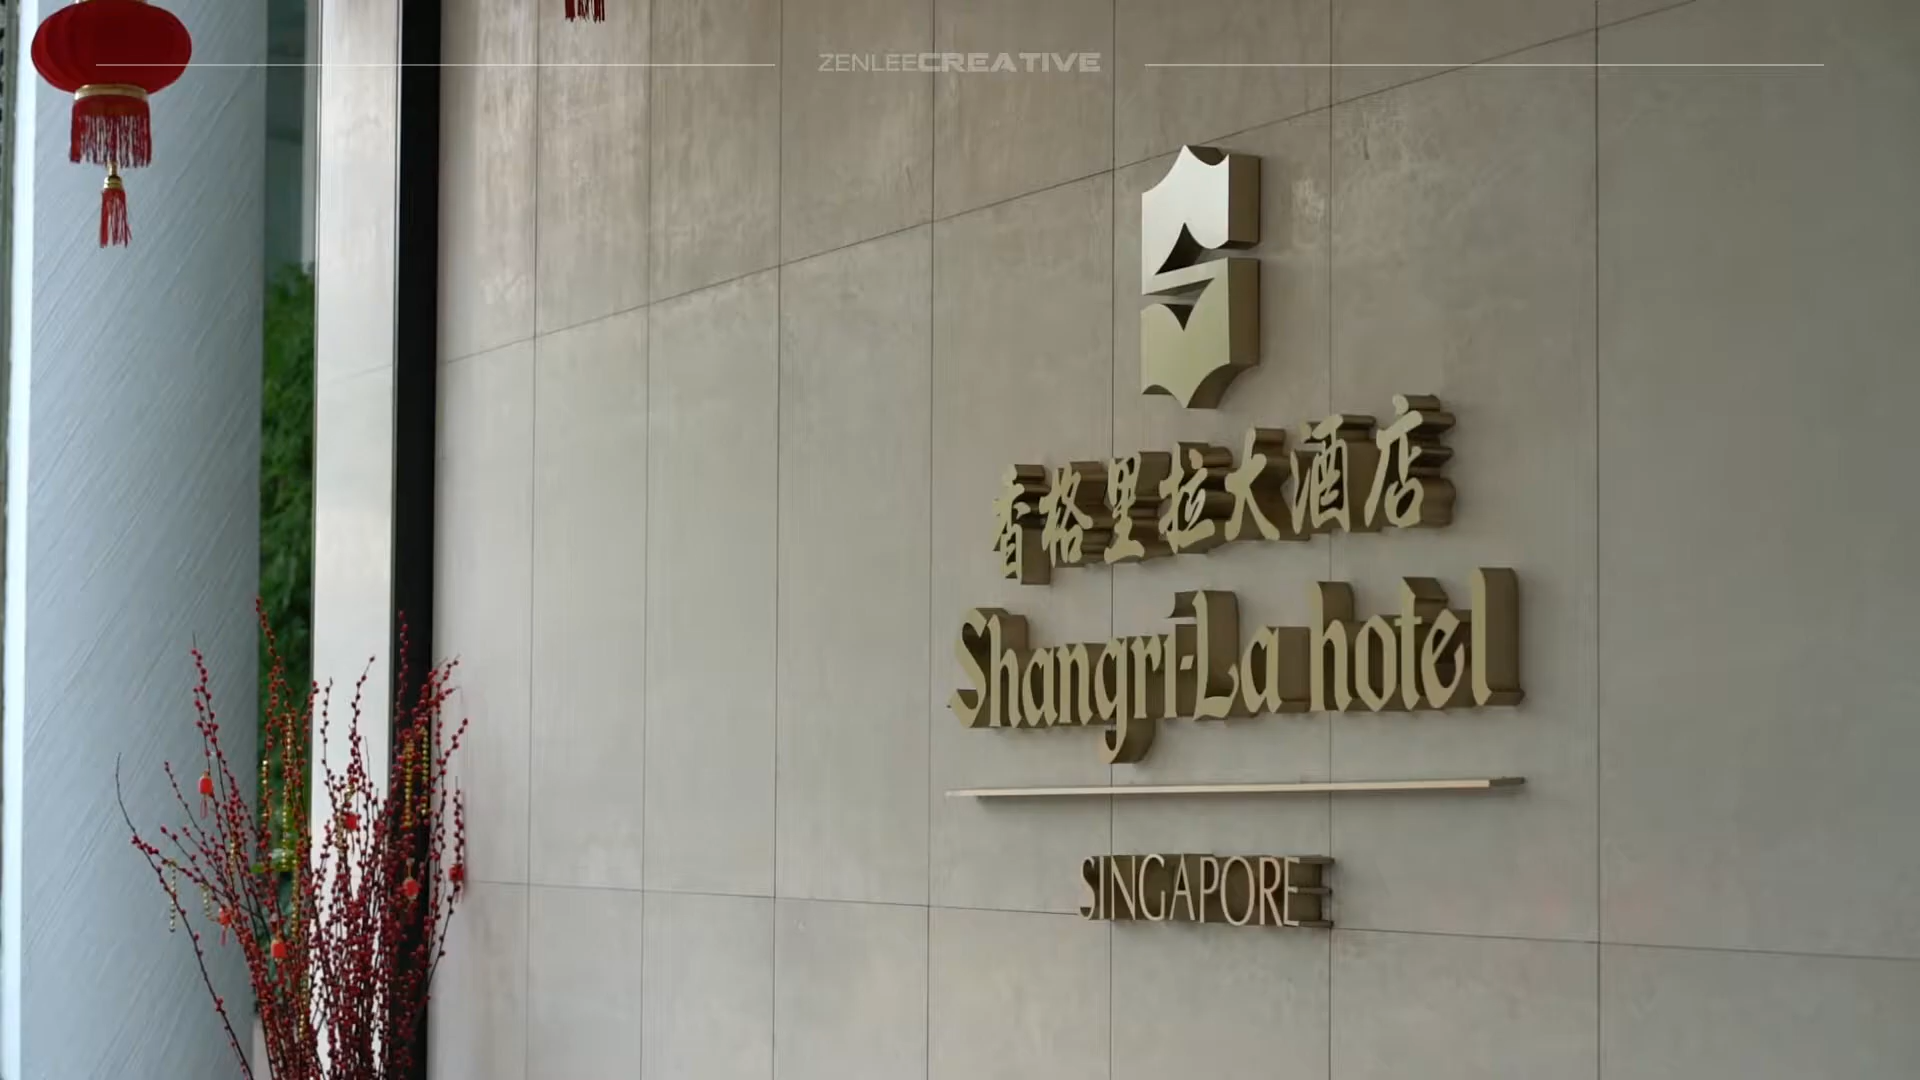 ZENLEECREATIVE
香格里拉大酒店
Shangri-La hotel
SINGAPORE